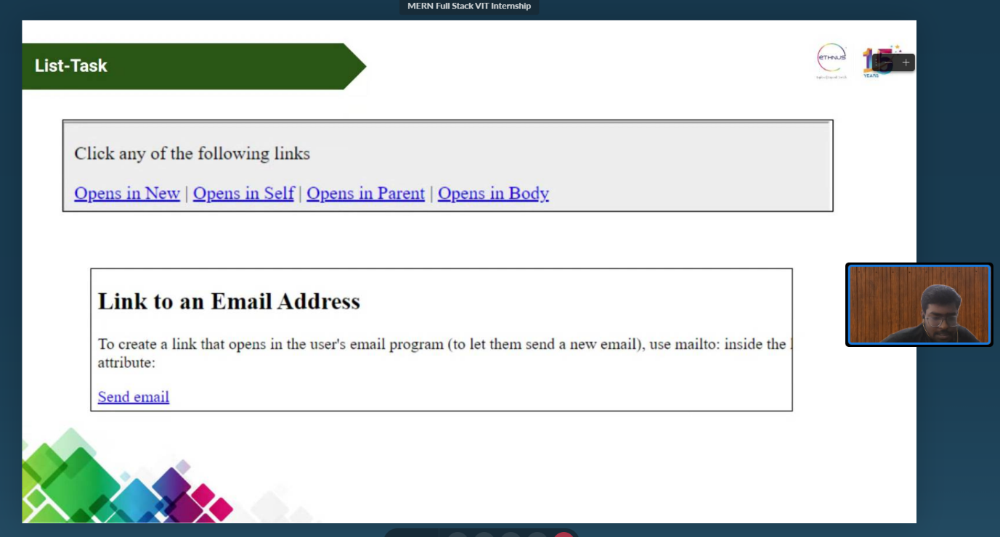 MERN Full Stack VIT Internship
List-Task
ETHNUS
15
YEARS
Click any of the following links
Opens in New | Opens in Self | Opens in Parent | Opens in Body
Link to an Email Address
To create a link that opens in the user's email program (to let them send a new email), use mailto: inside the
attribute:
Send email